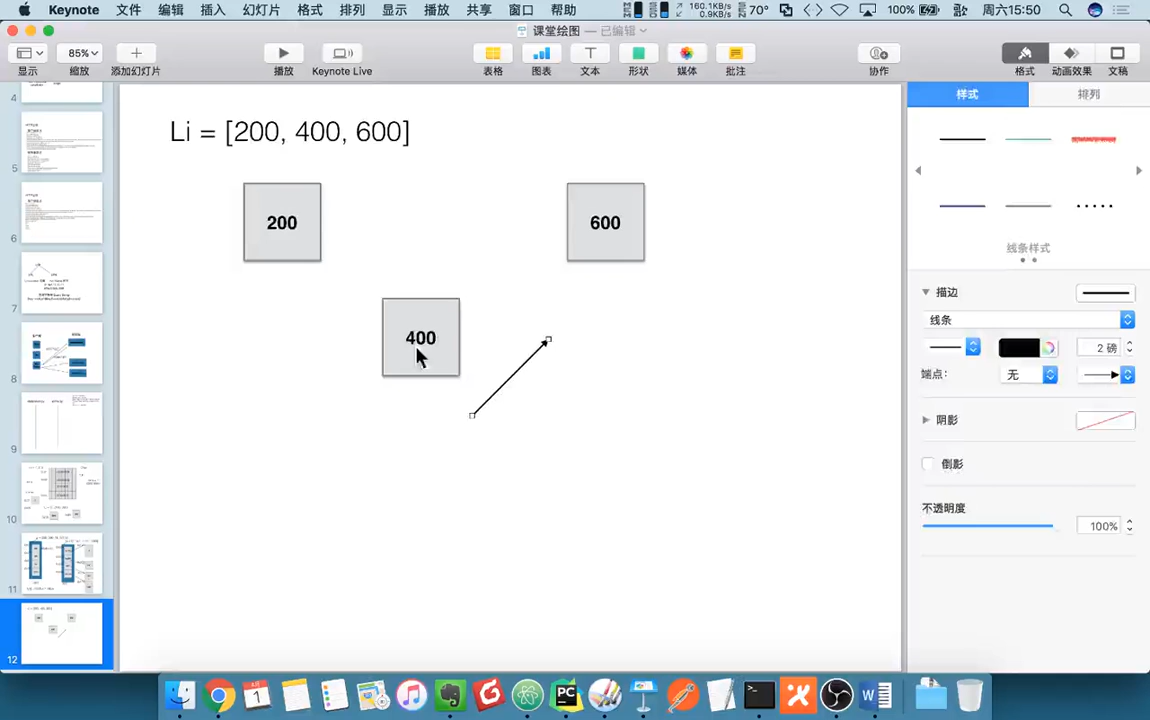 Keynote 文件 编辑 插入 幻灯片 格式 排列 显示 播放 共享 窗口 帮助 160.1KB/s 0.9KB/s 70° 100% 周六15:50
课堂绘图 — 已编辑
显示 85% 缩放 添加幻灯片 播放 Keynote Live 表格 图表 文本 形状 媒体 批注 协作 格式 动画效果 文稿
样式 排列
Li = [200, 400, 600]
200
600
400
线条样式
描边
线条
2 磅
端点: 无
阴影
倒影
不透明度
100%
4
5
6
7
8
9
10
11
12